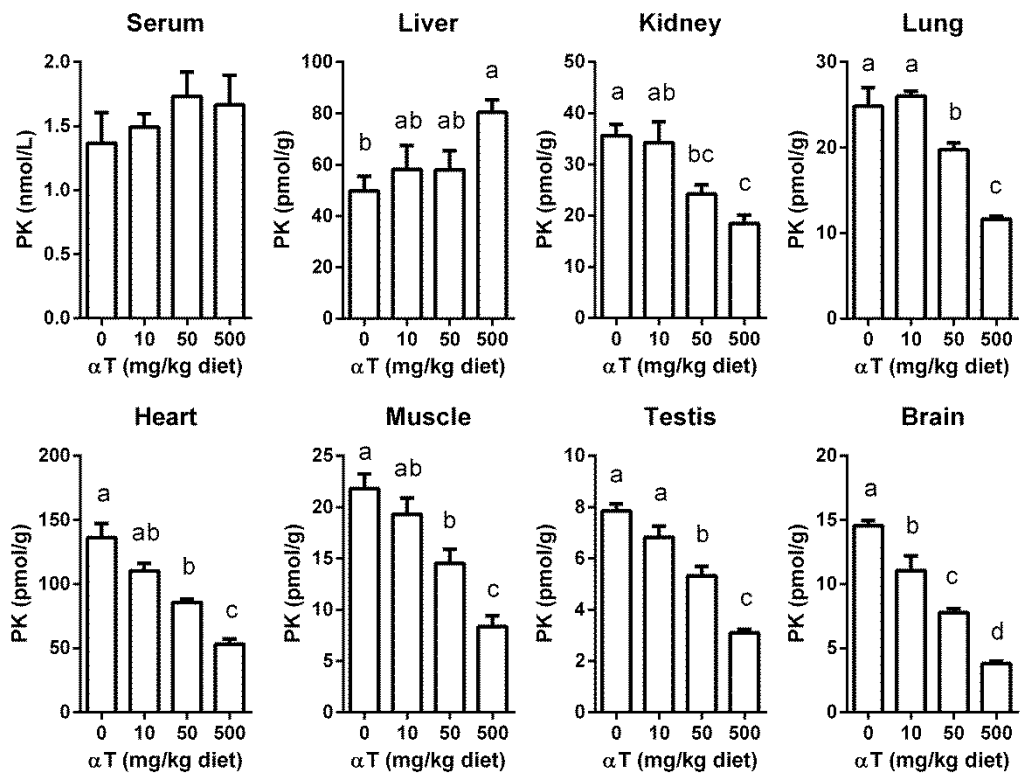 Serum
PK (nmol/L)
2.0
1.5
1.0
0.5
0.0
0 10 50 500
αT (mg/kg diet)
Liver
PK (pmol/g)
100
80
60
40
20
0
b ab ab a
0 10 50 500
αT (mg/kg diet)
Kidney
PK (pmol/g)
50
40
30
20
10
0
a ab bc c
0 10 50 500
αT (mg/kg diet)
Lung
PK (pmol/g)
30
20
10
0
a a b c
0 10 50 500
αT (mg/kg diet)
Heart
PK (pmol/g)
200
150
100
50
0
a ab b c
0 10 50 500
αT (mg/kg diet)
Muscle
PK (pmol/g)
25
20
15
10
5
0
a ab b c
0 10 50 500
αT (mg/kg diet)
Testis
PK (pmol/g)
10
8
6
4
2
0
a a b c
0 10 50 500
αT (mg/kg diet)
Brain
PK (pmol/g)
20
15
10
5
0
a b c d
0 10 50 500
αT (mg/kg diet)